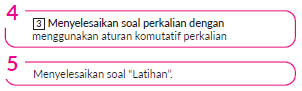 4
3 Menyelesaikan soal perkalian dengan
menggunakan aturan komutatif perkalian
5
Menyelesaikan soal "Latihan".